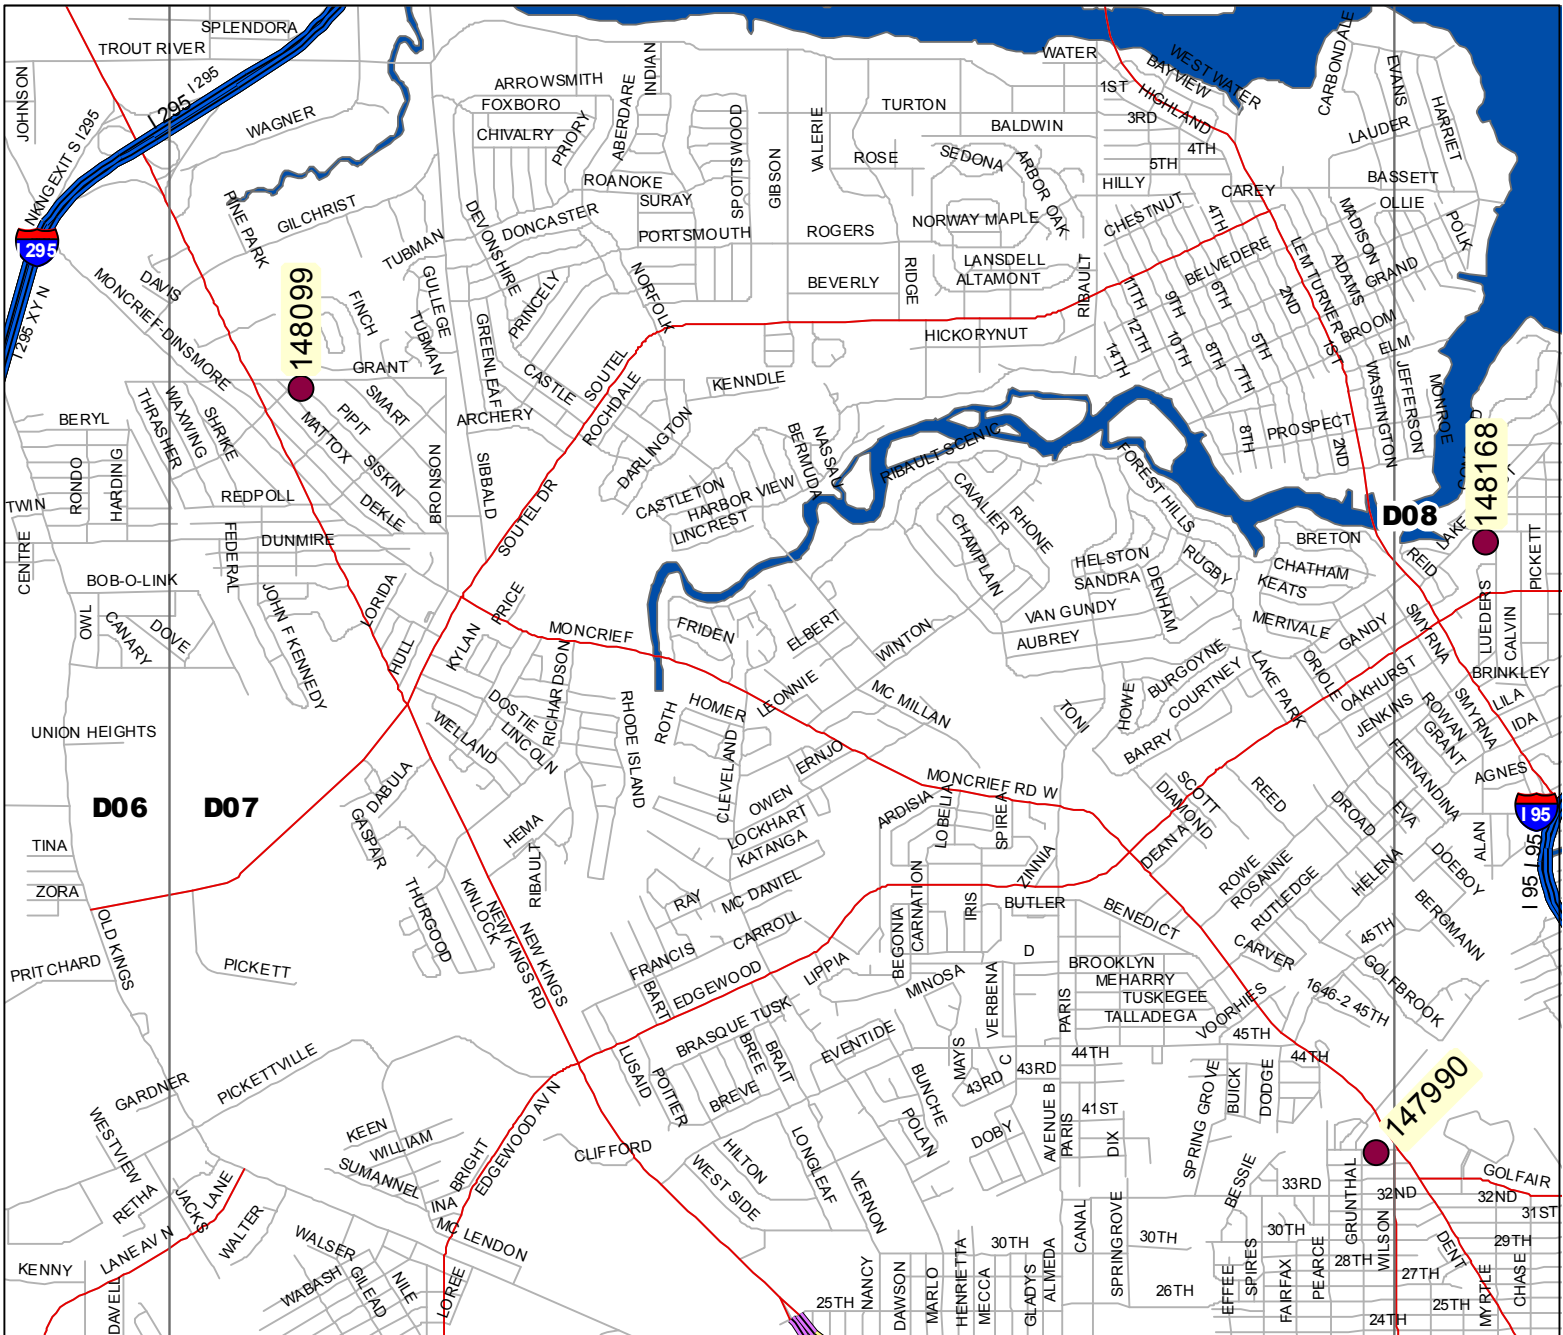 SPLENDORA
TROUT RIVER
JOHNSON
I 295
I 295
WAGNER
ARROWSMITH
INDIAN
FOXBORO
CHIVALRY
PRIORY
ABERDARE
ROANOKE
SURAY
SPOTTSWOOD
GIBSON
VALERIE
TURTON
BALDWIN
ROSE
SEDONA
ARBOR OAK
WATER
1ST
WEST WATER
BAYVIEW
HIGHLAND
3RD
4TH
5TH
HILLY
CARBONDALE
EVANS
HARRIET
LAUDER
BASSETT
OLLIE
CAREY
CHESTNUT
4TH
MADISON
POLK
PINE PARK
GILCHRIST
TUBMAN
DEVONSHIRE
DONCASTER
PORTSMOUTH
ROGERS
NORWAY MAPLE
LANSDELL
ALTAMONT
BEVERLY
RIDGE
RIBAULT
BELVEDERE
LEM TURNER
ADAMS
GRAND
I 295
DAVIS
MONCRIEF-DINSMORE
148099
FINCH
GULLEGE
TUBMAN
PRINCELY
NORFOLK
GREENLEAF
11TH
9TH
6TH
2ND
12TH
10TH
8TH
5TH
14TH
7TH
1ST
BROOM
ELM
HICKORYNUT
I 295 XY N
GRANT
CASTLE
SOUTEL
ROCHDALE
KENNDLE
WASHINGTON
JEFFERSON
MONROE
BERYL
THRASHER
WAXWING
SHRIKE
MATTOX
PIPIT
SMART
ARCHERY
DARLINGTON
BERMUDA
NASSAU
RIBAULT SCENIC
8TH
PROSPECT
2ND
148168
RONDO
HARDING
SISKIN
BRONSON
SIBBALD
CASTLETON
HARBOR VIEW
LINCREST
CAVALIER
RHONE
FOREST HILLS
TWIN
REDPOLL
DEKLE
SOUTEL DR
CHAMPLAIN
D08
LAKE
CENTRE
FEDERAL
DUNMIRE
HELSTON
SANDRA
DENHAM
RUGBY
BRETON
CHATHAM
KEATS
REID
PICKETT
BOB-O-LINK
OWL
CANARY
DOVE
JOHN F KENNEDY
HULL
KYLAN
PRICE
MONCRIEF
FRIDEN
ELBERT
WINTON
VAN GUNDY
AUBREY
MERIVALE
GANDY
SMYRNA
LUEDERS
CALVIN
RICHARDSON
BURGOYNE
COURTNEY
LAKE PARK
ORIOLE
OAKHURST
BRINKLEY
UNION HEIGHTS
DOSTIE
LINCOLN
WELLAND
RHODE ISLAND
ROTH
HOMER
LEONNIE
MC MILLAN
TONI
HOWE
BARRY
JENKINS
ROWAN
GRANT
SMYRNA
LILA
IDA
D06
D07
DABULA
GASPAR
CLEVELAND
ERNJO
OWEN
LOCKHART
KATANGA
MONCRIEF RD W
ARDISIA
LOBELIA
SPIREA
SCOTT
DIAMOND
DEAN A
REED
DROAD
EVA
FERNANDINA
AGNES
I 95
TINA
HEMA
RIBAULT
ZINNIA
ROWE
ROSANNE
RUTLEDGE
HELENA
DOEBOY
ALAN
I 95
I 95
ZORA
OLD KINGS
THURGOOD
KINLOCK
NEW KINGS
NEW KINGS RD
RAY
MC DANIEL
CARROLL
FRANCIS
BEGONIA
CARNATION
IRIS
BUTLER
BENEDICT
CARVER
45TH
BERGMANN
PRITCHARD
PICKETT
BART
EDGEWOOD
LIPPIA
MINOSA
VERBENA
D
PARIS
BROOKLYN
MEHARRY
TUSKEGEE
TALLADEGA
VOORHIES
1646-2 45TH
GOLFBROOK
PICKETTVILLE
GARDNER
LUSAID
POITIER
BRASQUE TUSK
BREE
BRAIT
BREVE
EVENTIDE
MAYS
C
43RD
43RD
44TH
45TH
44TH
BUNCHE
POLAN
DOBY
AVENUE B
PARIS
41ST
DIX
SPRING GROVE
BUICK
DODGE
147990
WESTVIEW
RETHA
JACKS
LANE
KEEN
WILLIAM
SUMANNEL
BRIGHT
INA
EDGEWOOD AV N
CLIFFORD
HILTON
WEST SIDE
LONGLEAF
VERNON
BESSIE
33RD
GRUNTHAL
32ND
GOLFAIR
32ND
31ST
LANE AV N
WALTER
WALSER
MC LENDON
30TH
CANAL
SPRINGROVE
30TH
30TH
28TH
WILSON
DENT
29TH
KENNY
DAVELL
WABASH
GILEAD
NILE
LOREE
25TH
NANCY
DAWSON
MARLO
HENRIETTA
MECCA
GLADYS
ALMEDA
26TH
EFFEE
SPIRES
FAIRFAX
PEARCE
27TH
25TH
24TH
MYRTLE
CHASE